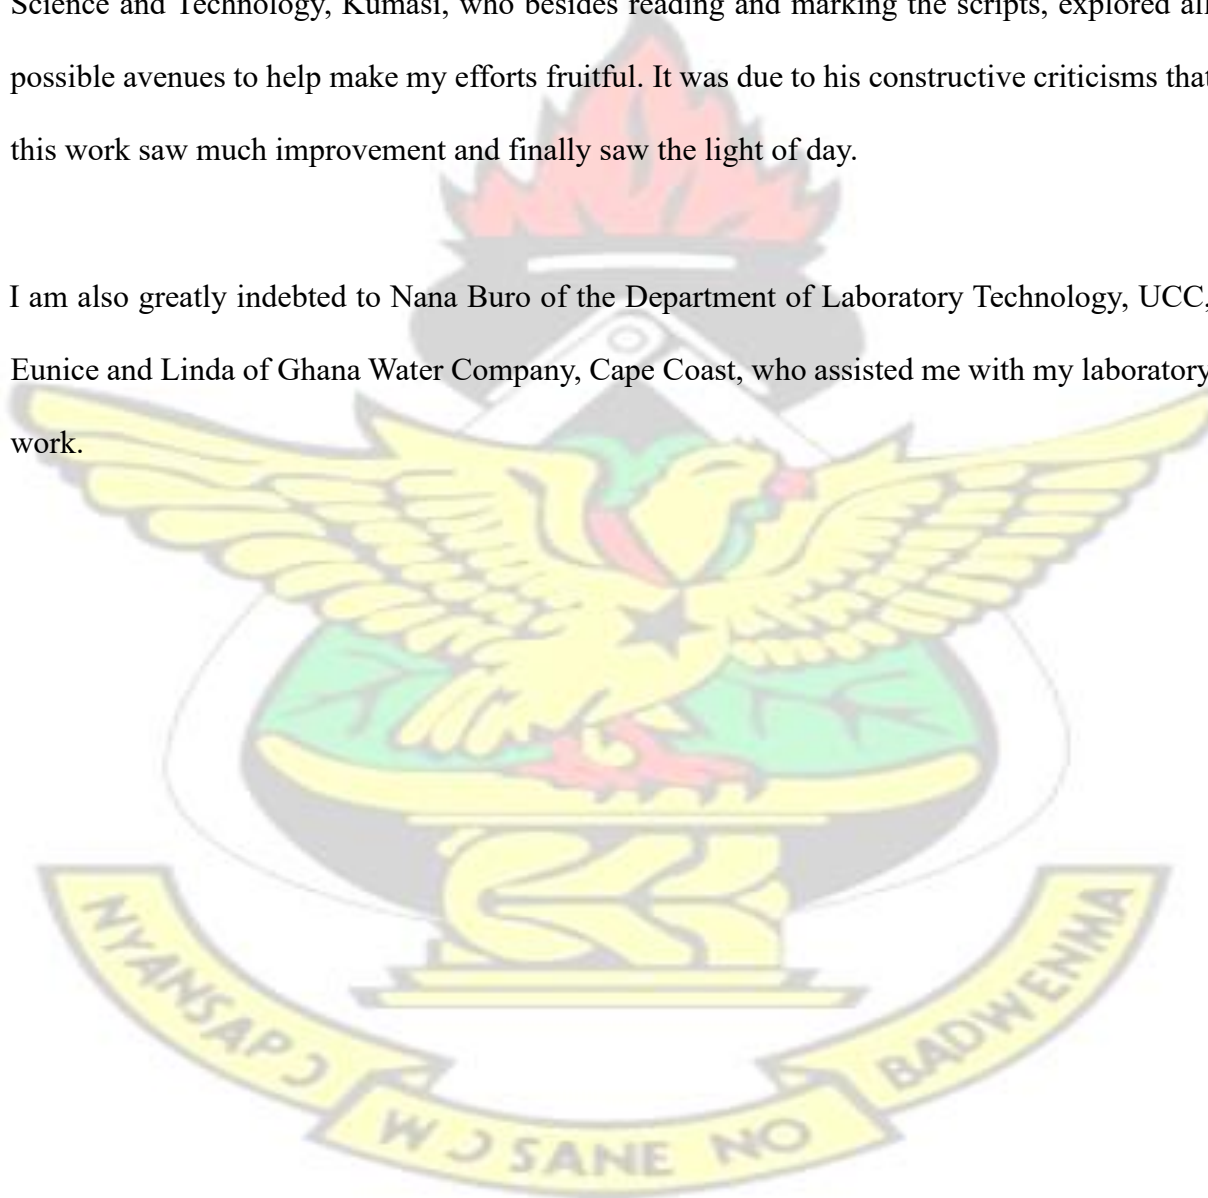 Science and Technology, Kumasi, who besides reading and marking the scripts, explored all
possible avenues to help make my efforts fruitful. It was due to his constructive criticisms that
this work saw much improvement and finally saw the light of day.
I am also greatly indebted to Nana Buro of the Department of Laboratory Technology, UCC,
Eunice and Linda of Ghana Water Company, Cape Coast, who assisted me with my laboratory
work.
NYANSAPƆ
WƆ SANE NO
BADWENMA